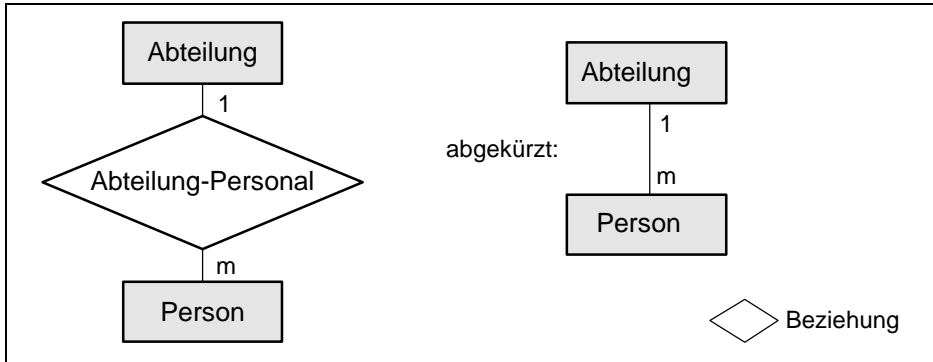 Abteilung
1
Abteilung-Personal
m
Person
abgekürzt:
Abteilung
1
m
Person
Beziehung